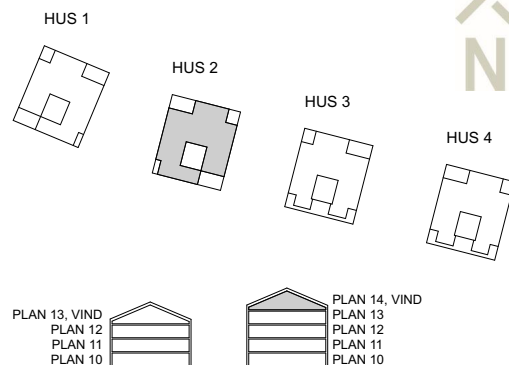 HUS 1
HUS 2
HUS 3
HUS 4
N
PLAN 13, VIND
PLAN 12
PLAN 11
PLAN 10
PLAN 14, VIND
PLAN 13
PLAN 12
PLAN 11
PLAN 10